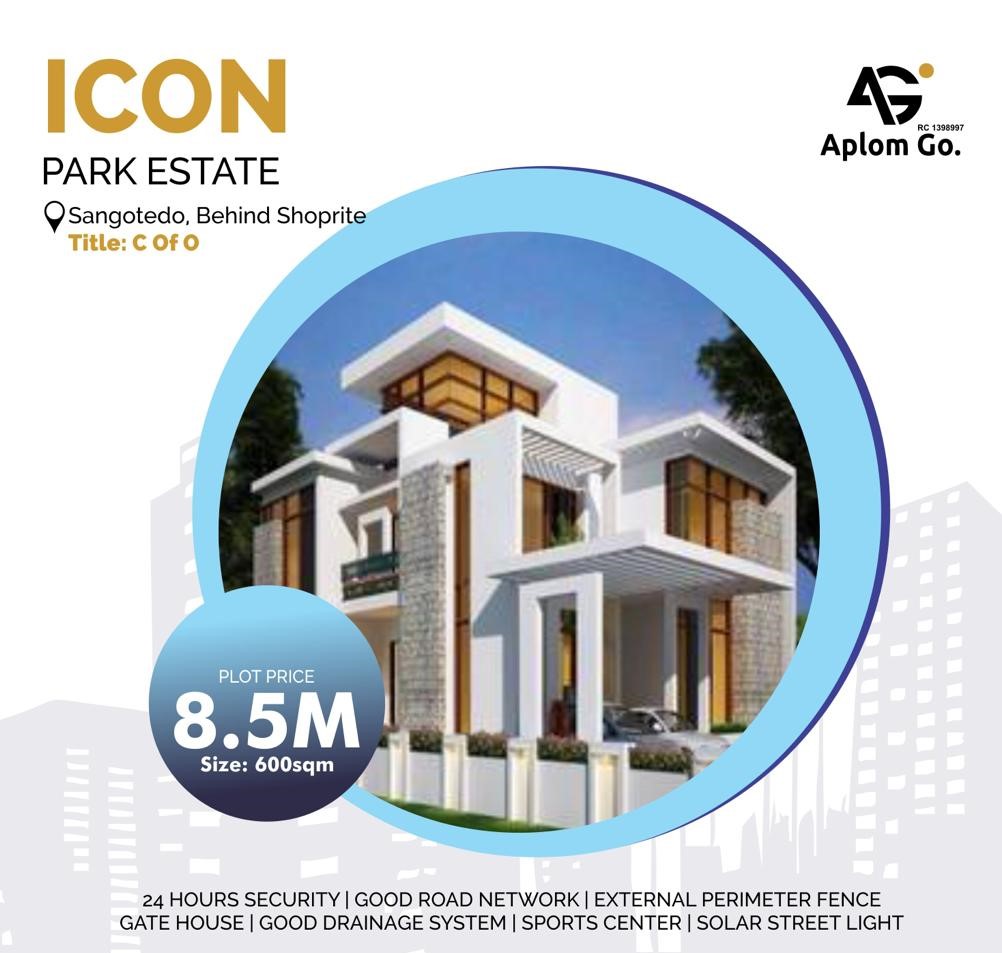 ICON
PARK ESTATE
Sangotedo, Behind Shoprite
Title: C Of O
AG
RC 1398997
Aplom Go.
PLOT PRICE
8.5M
Size: 600sqm
24 HOURS SECURITY | GOOD ROAD NETWORK | EXTERNAL PERIMETER FENCE
GATE HOUSE | GOOD DRAINAGE SYSTEM | SPORTS CENTER | SOLAR STREET LIGHT